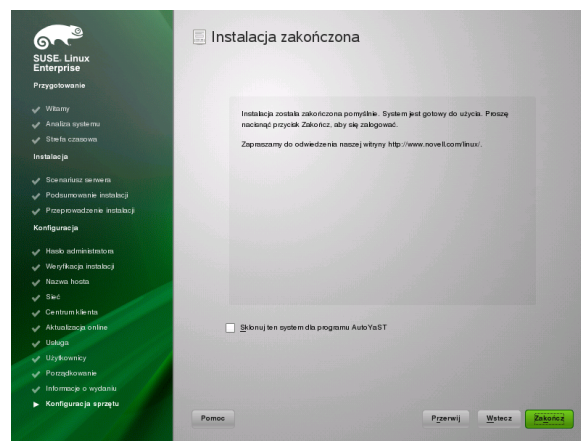 SUSE. Linux
Enterprise
Przygotowanie
Witamy
Analiza systemu
Strefa czasowa
Instalacja
Scenariusz serwera
Podsumowanie instalacji
Przeprowadzenie instalacji
Konfiguracja
Hasło administratora
Weryfikacja instalacji
Nazwa hosta
Sieć
Centrum klienta
Aktualizacja online
Usługa
Użytkownicy
Porządkowanie
Informacje o wydaniu
Konfiguracja sprzętu
Instalacja zakończona
Instalacja została zakończona pomyślnie. System jest gotowy do użycia. Proszę
nacisnąć przycisk Zakończ, aby się zalogować.
Zapraszamy do odwiedzenia naszej witryny http://www.novell.com/linux/.
Sklonuj ten system dla programu AutoYaST
Pomoc
Przerwij
Wstecz
Zakończ